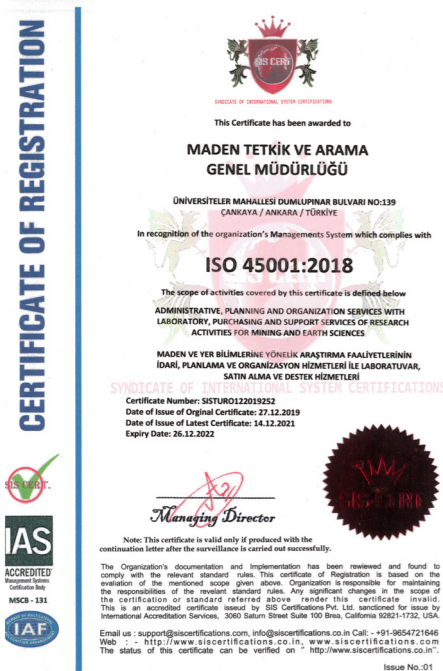 CERTIFICATE OF REGISTRATION
SIS CERT
SYNDICATE OF INTERNATIONAL SYSTEM CERTIFICATIONS
This Certificate has been awarded to
MADEN TETKİK VE ARAMA
GENEL MÜDÜRLÜĞÜ
ÜNİVERSİTELER MAHALLESİ DUMLUPINAR BULVARI NO:139
ÇANKAYA / ANKARA / TÜRKİYE
In recognition of the organization's Managements System which complies with
ISO 45001:2018
The scope of activities covered by this certificate is defined below
ADMINISTRATIVE, PLANNING AND ORGANIZATION SERVICES WITH
LABORATORY, PURCHASING AND SUPPORT SERVICES OF RESEARCH
ACTIVITIES FOR MINING AND EARTH SCIENCES
MADEN VE YER BİLİMLERİNE YÖNELİK ARAŞTIRMA FAALİYETLERİNİN
İDARİ, PLANLAMA VE ORGANİZASYON HİZMETLERİ İLE LABORATUVAR,
SATIN ALMA VE DESTEK HİZMETLERİ
SYNDICATE OF INTERNATIONAL SYSTEM CERTIFICATIONS
Certificate Number: SISTURO122019252
Date of Issue of Orginal Certificate: 27.12.2019
Date of Issue of Latest Certificate: 14.12.2021
Expiry Date: 26.12.2022
SIS CERT.
Managing Director
SIS CERT
IAS
ACCREDITED
Management Systems
Certification Body
MSCB - 131
IAF
Note: This certificate is valid only if produced with the
continuation letter after the surveillance is carried out successfully.
The Organization's documentation and Implementation has been rewiewed and found to
comply with the relevant standard rules. This certificate of Registration is based on the
evaluation of the mentioned scope given above. Organization is responsible for maintaining
the responsibilities of the revelant standard rules. Any significant changes in the scope of
the certification or standard referred above render this certificate invalid.
This is an accredited certificate isseud by SIS Certifications Pvt. Ltd. sanctioned for issue by
International Accreditation Services, 3060 Saturn Street Suite 100 Brea, California 92821-1732, USA.
Email us : support@siscertifications.com, info@siscertifications.co.in Call: - +91-9654721646
Web : - http://www.siscertifications.co.in, www.siscertifications.com
The status of this certificate can be verified on " http://www.siscertifications.co.in".
Issue No.:01